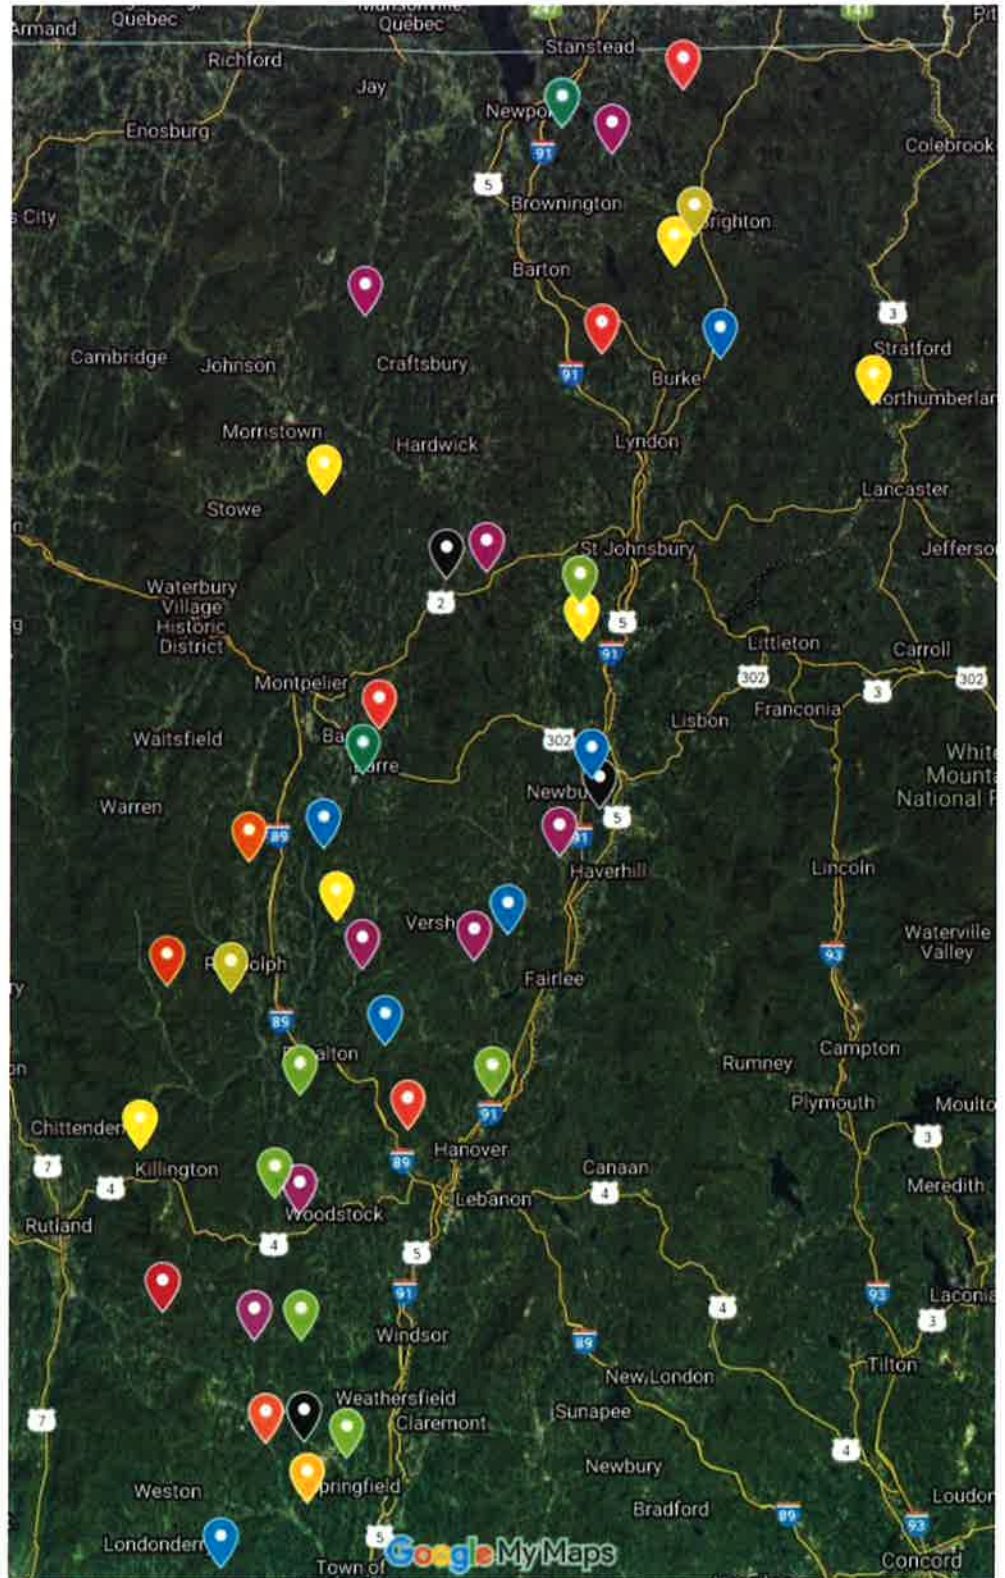 Quebec
Quebec
Armand
247
141
Stanstead
Richford
Jay
Newpo
Enosburg
91
Colebrook
5
Brownington
s City
righton
Barton
3
Stratford
Cambridge
Johnson
Craftsbury
91
Burke
orthumberlar
Morristown
Hardwick
Lyndon
Lancaster
Stowe
St Johnsbury
Jefferso
Waterbury
Village
Historic
District
2
5
91
Littleton
Carroll
Montpelier
302
3
302
Lisbon
Franconia
Waitsfield
Ba
302
arre
White
Mounta
National F
Warren
Newbu
5
89
91
Haverhill
Lincoln
Versh
Waterville
Valley
R
olph
93
Fairlee
89
alton
Rumney
Campton
Plymouth
Moulto
Chittenden
91
3
Hanover
7
Killington
89
Canaan
4
4
Meredith
Lebanon
Woodstock
Rutland
4
5
91
93
Laconia
4
3
Windsor
89
Tilton
New London
Weathersfield
Sunapee
7
Claremont
4
Newbury
Weston
pringfield
Bradford
Loudon
89
93
Londonderr
5
Google My Maps
Town of
Concord